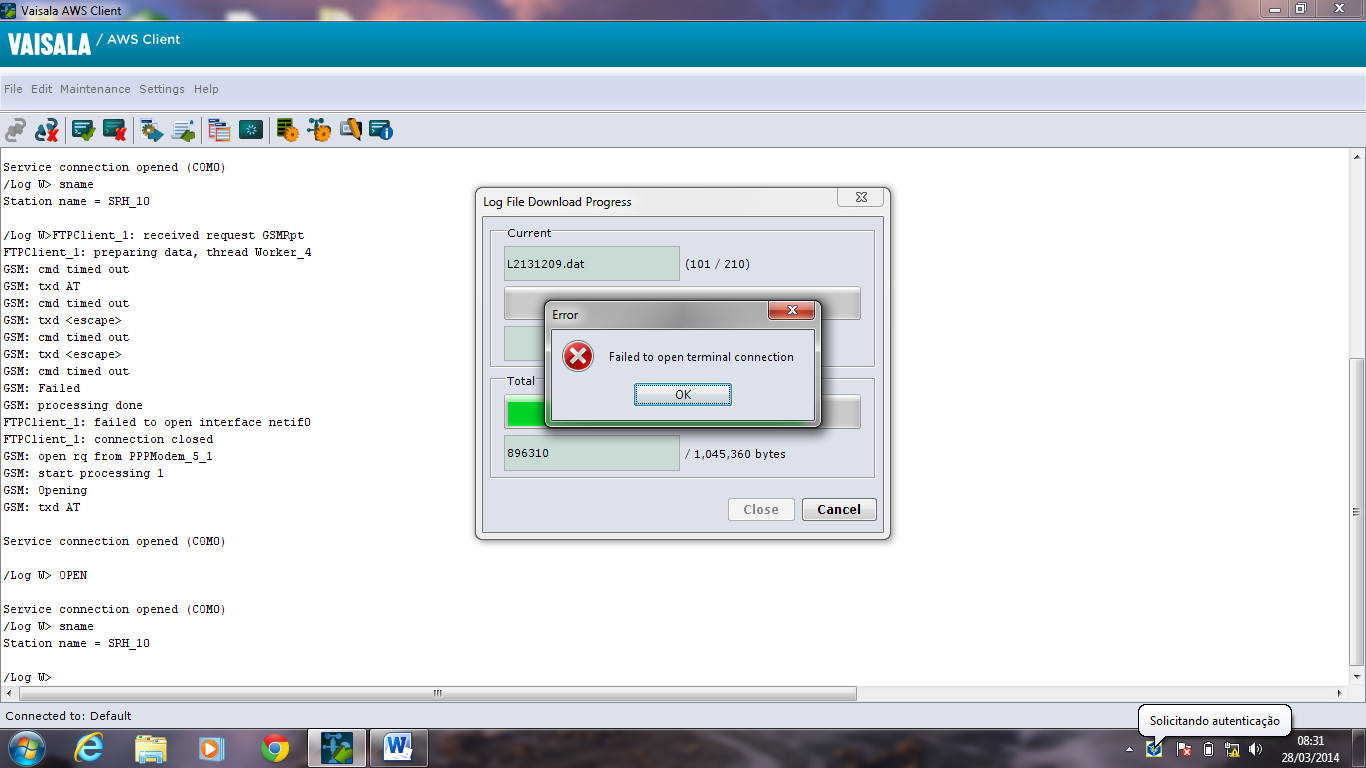 Vaisala AWS Client
VAISALA / AWS Client
File Edit Maintenance Settings Help
Service connection opened (COM0)
/Log W> sname
Station name = SRH_10
/Log W>FTPClient_1: received request GSMRpt
FTPClient_1: preparing data, thread Worker_4
GSM: cmd timed out
GSM: txd AT
GSM: cmd timed out
GSM: txd <escape>
GSM: cmd timed out
GSM: txd <escape>
GSM: cmd timed out
GSM: Failed
GSM: processing done
FTPClient_1: failed to open interface netif0
FTPClient_1: connection closed
GSM: open rq from PPPModem_5_1
GSM: start processing 1
GSM: Opening
GSM: txd AT
Service connection opened (COM0)
/Log W> OPEN
Service connection opened (COM0)
/Log W> sname
Station name = SRH_10
/Log W>
Log File Download Progress
Current
L2131209.dat (101 / 210)
Error
Failed to open terminal connection
OK
Total
896310 / 1,045,360 bytes
Close Cancel
Connected to: Default
Solicitando autenticação
08:31
28/03/2014